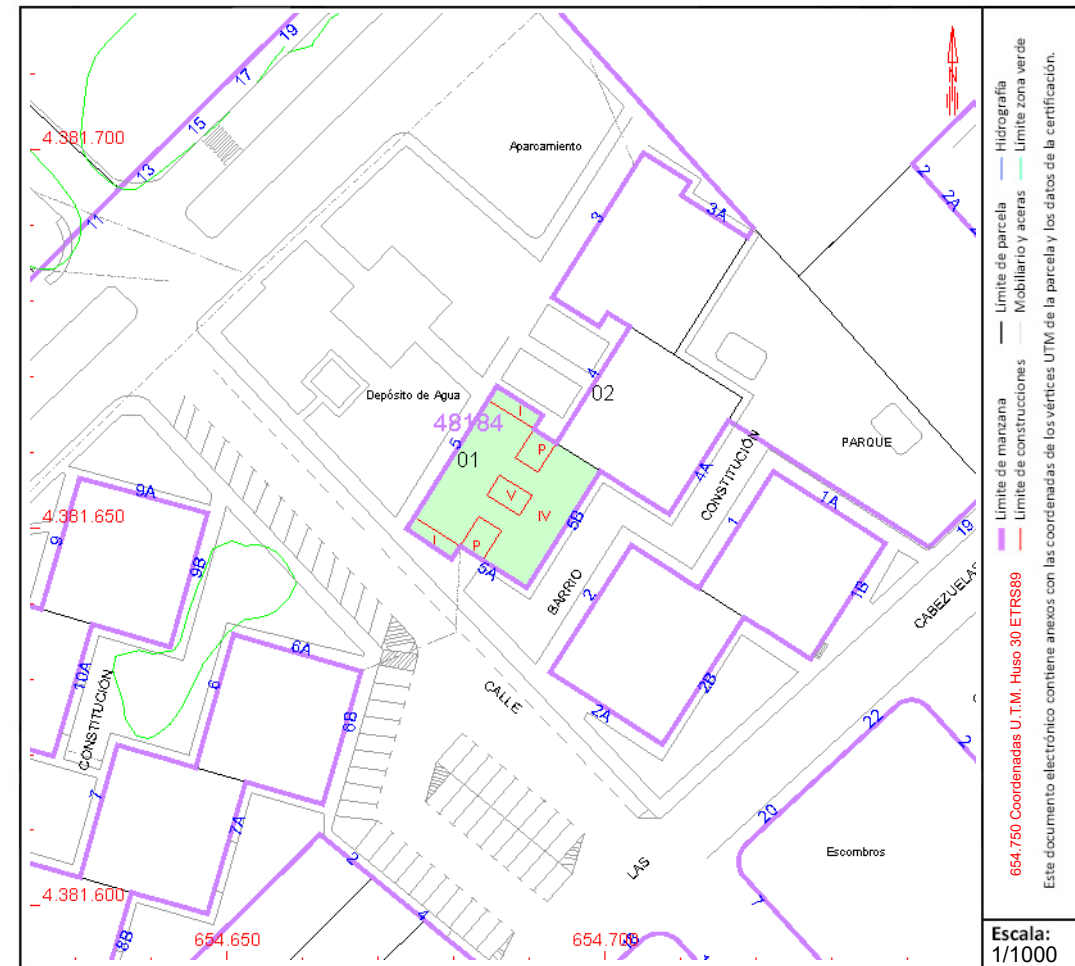 19
17
15
13
11
4.381.700
Aparcamiento
N
2
2A
3
3A
4
02
Depósito de Agua
48184
5
01
I
P
V
IV
I
P
5A
5B
4A
CONSTITUCIÓN
PARQUE
1
1A
19
1B
CABEZUELAS
4.381.650
9A
9
9B
BARRIO
2
2A
2B
6A
6
6B
10A
CONSTITUCIÓN
CALLE
7
7A
22
2
20
Escombros
7
LAS
2
4
4.381.600
8B
654.650
654.700
Límite de manzana
Límite de parcela
Hidrografía
Límite de construcciones
Mobiliario y aceras
Límite zona verde
654.750 Coordenadas U.T.M. Huso 30 ETRS89
Este documento electrónico contiene anexos con las coordenadas de los vértices UTM de la parcela y los datos de la certificación.
Escala:
1/1000